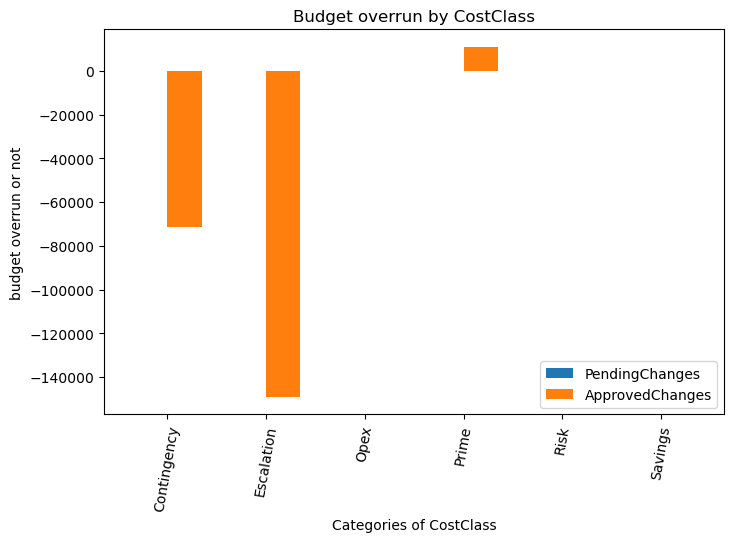 Budget overrun by CostClass
budget overrun or not
0
−20000
−40000
−60000
−80000
−100000
−120000
−140000
Contingency
Escalation
Opex
Prime
Risk
Savings
Categories of CostClass
PendingChanges
ApprovedChanges